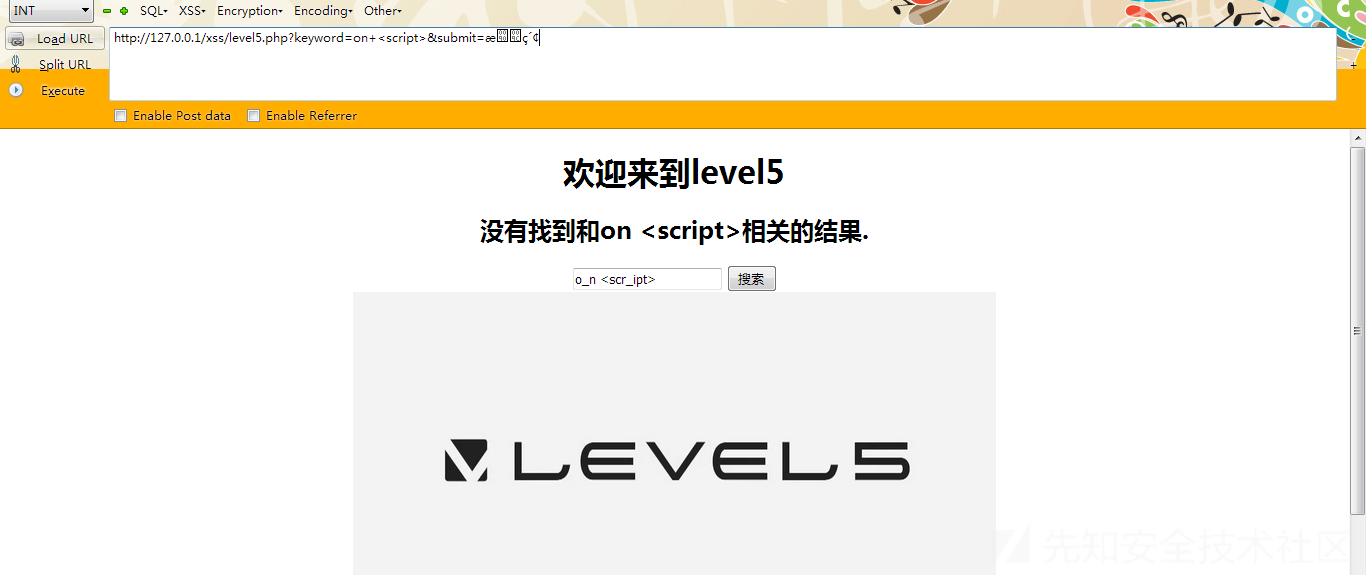 INT SQL XSS Encryption Encoding Other
Load URL http://127.0.0.1/xss/level5.php?keyword=on+<script>&submit=æç´¢
Split URL
Execute
Enable Post data Enable Referrer
欢迎来到level5
没有找到和on <script>相关的结果.
o_n <scr_ipt> 搜索
LEVEL5
先知安全技术社区